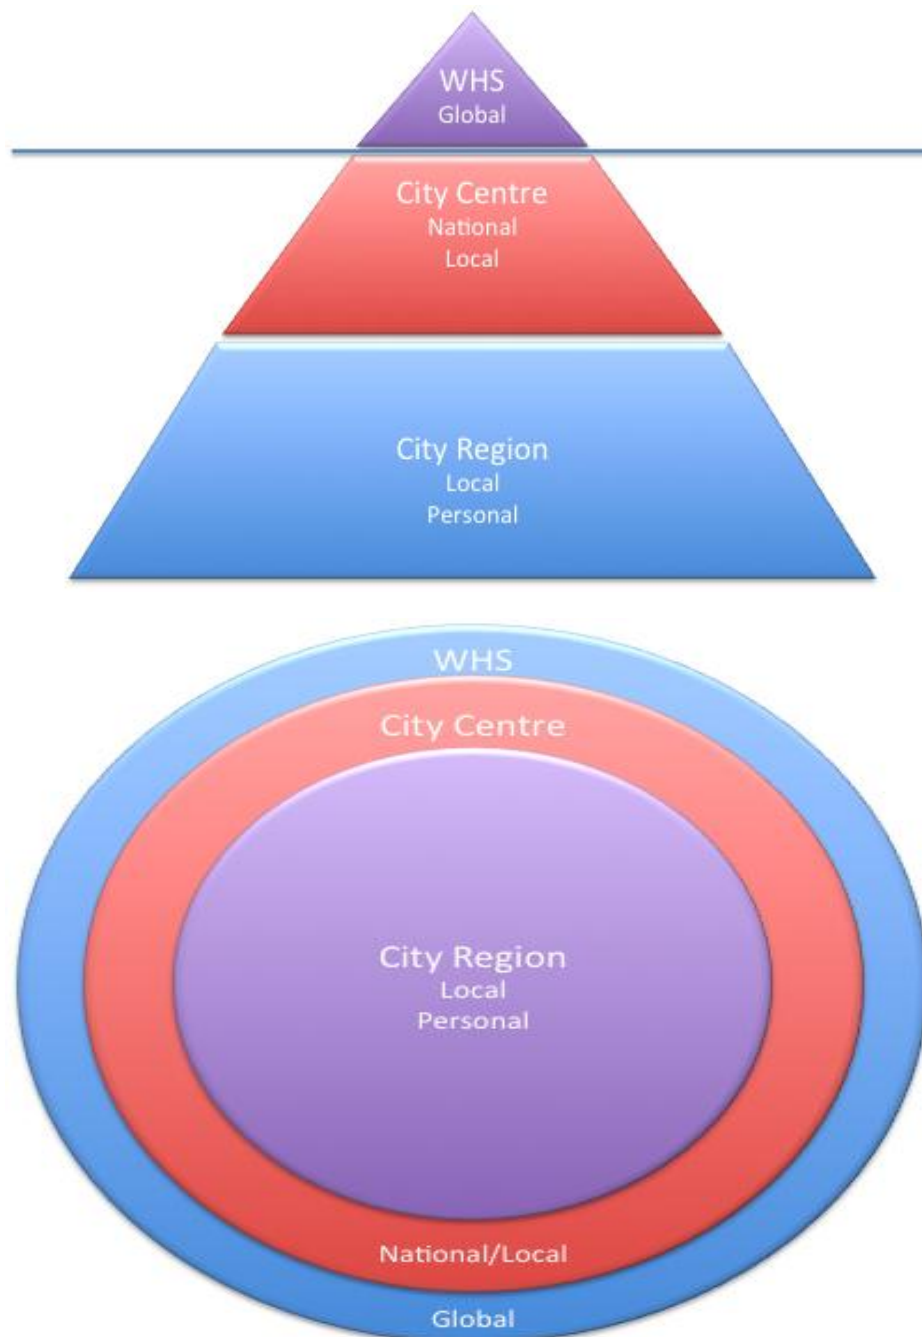 WHS
Global
City Centre
National
Local
City Region
Local
Personal
WHS
City Centre
City Region
Local
Personal
National/Local
Global